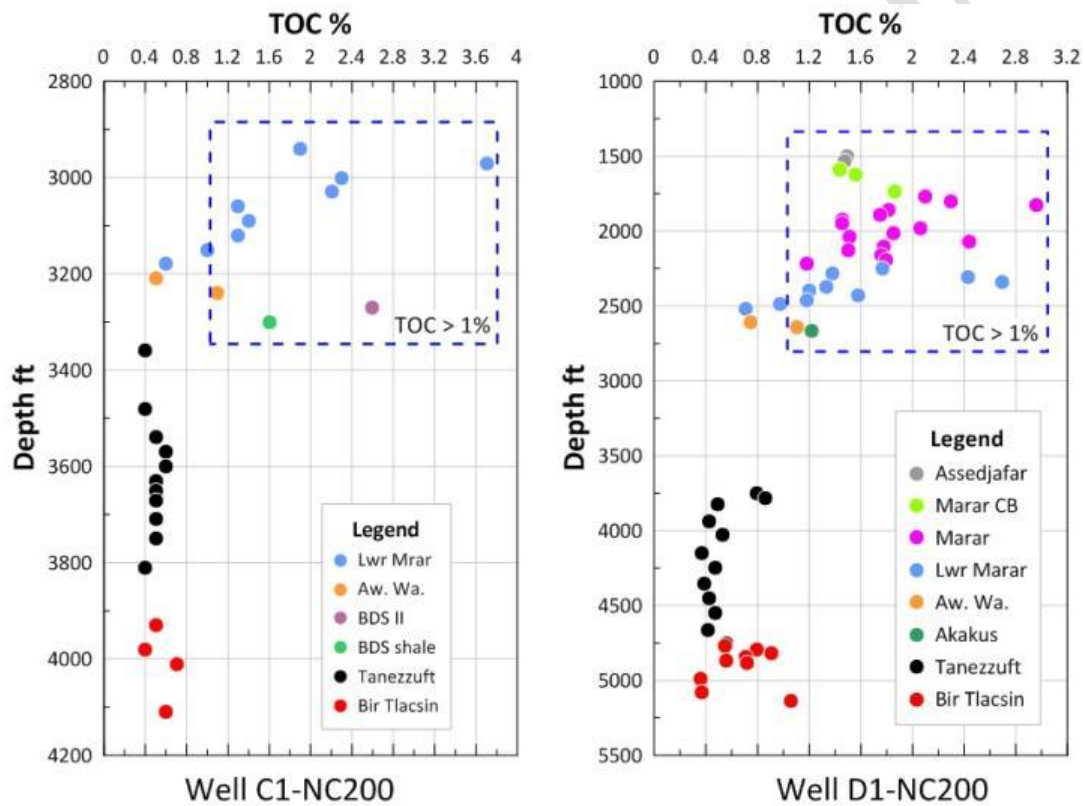 TOC %
0 0.4 0.8 1.2 1.6 2 2.4 2.8 3.2 3.6 4
2800
3000
3200
3400
3600
3800
4000
4200
Depth ft
TOC > 1%
Legend
Lwr Mrar
Aw. Wa.
BDS II
BDS shale
Tanezzuft
Bir Tlacsin
Well C1-NC200
TOC %
0 0.4 0.8 1.2 1.6 2 2.4 2.8 3.2
1000
1500
2000
2500
3000
3500
4000
4500
5000
5500
Depth ft
TOC > 1%
Legend
Assedjafar
Marar CB
Marar
Lwr Marar
Aw. Wa.
Akakus
Tanezzuft
Bir Tlacsin
Well D1-NC200